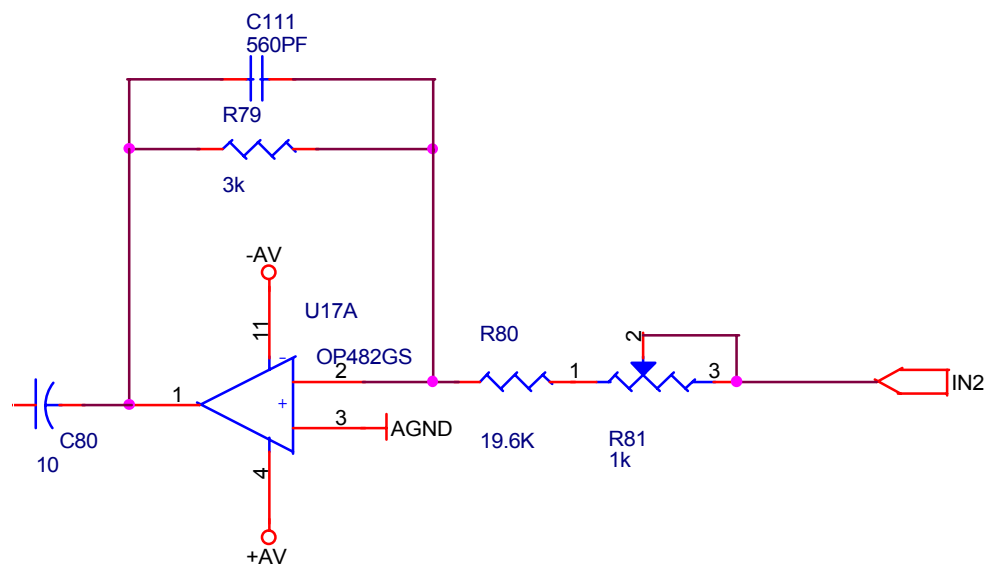 C111
560PF
R79
3k
-AV
11
U17A
OP482GS
-
+
2
3
1
AGND
4
+AV
C80
10
R80
19.6K
1
2
3
R81
1k
IN2